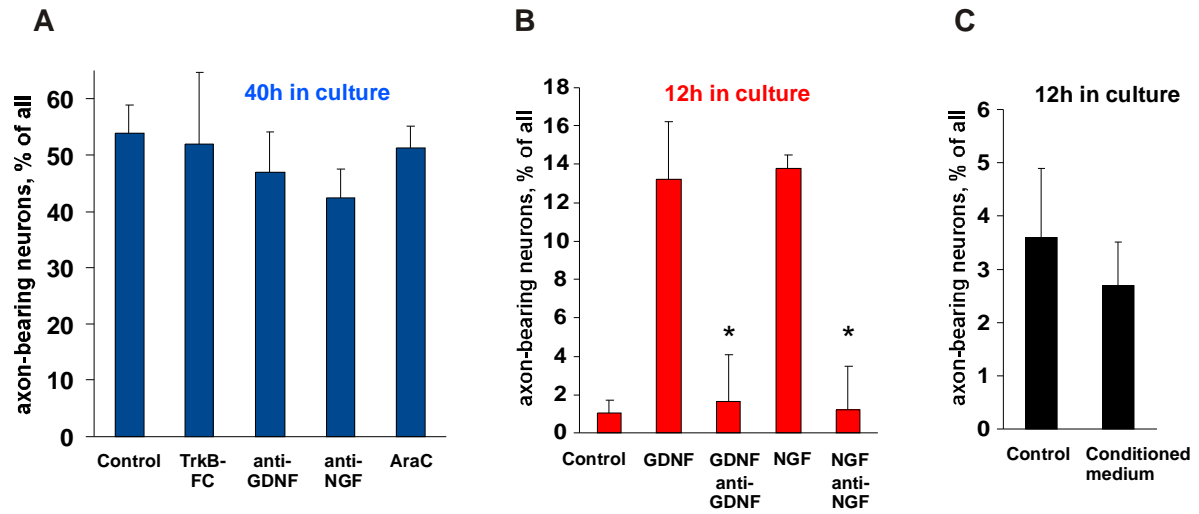 A
axon-bearing neurons, % of all
40h in culture
60
50
40
30
20
10
0
Control
TrkB-
FC
anti-
GDNF
anti-
NGF
AraC
B
axon-bearing neurons, % of all
12h in culture
18
16
14
12
10
8
6
4
2
0
*
*
Control
GDNF
GDNF
anti-
GDNF
NGF
NGF
anti-
NGF
C
axon-bearing neurons, % of all
12h in culture
6
5
4
3
2
1
0
Control
Conditioned
medium